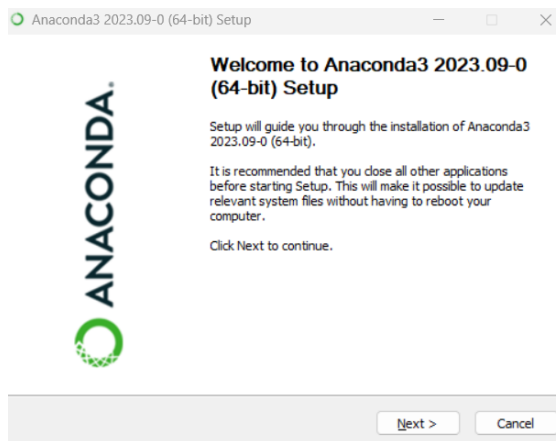 Anaconda3 2023.09-0 (64-bit) Setup
Welcome to Anaconda3 2023.09-0
(64-bit) Setup
ANACONDA.
Setup will guide you through the installation of Anaconda3
2023.09-0 (64-bit).
It is recommended that you close all other applications
before starting Setup. This will make it possible to update
relevant system files without having to reboot your
computer.
Click Next to continue.
Next >
Cancel